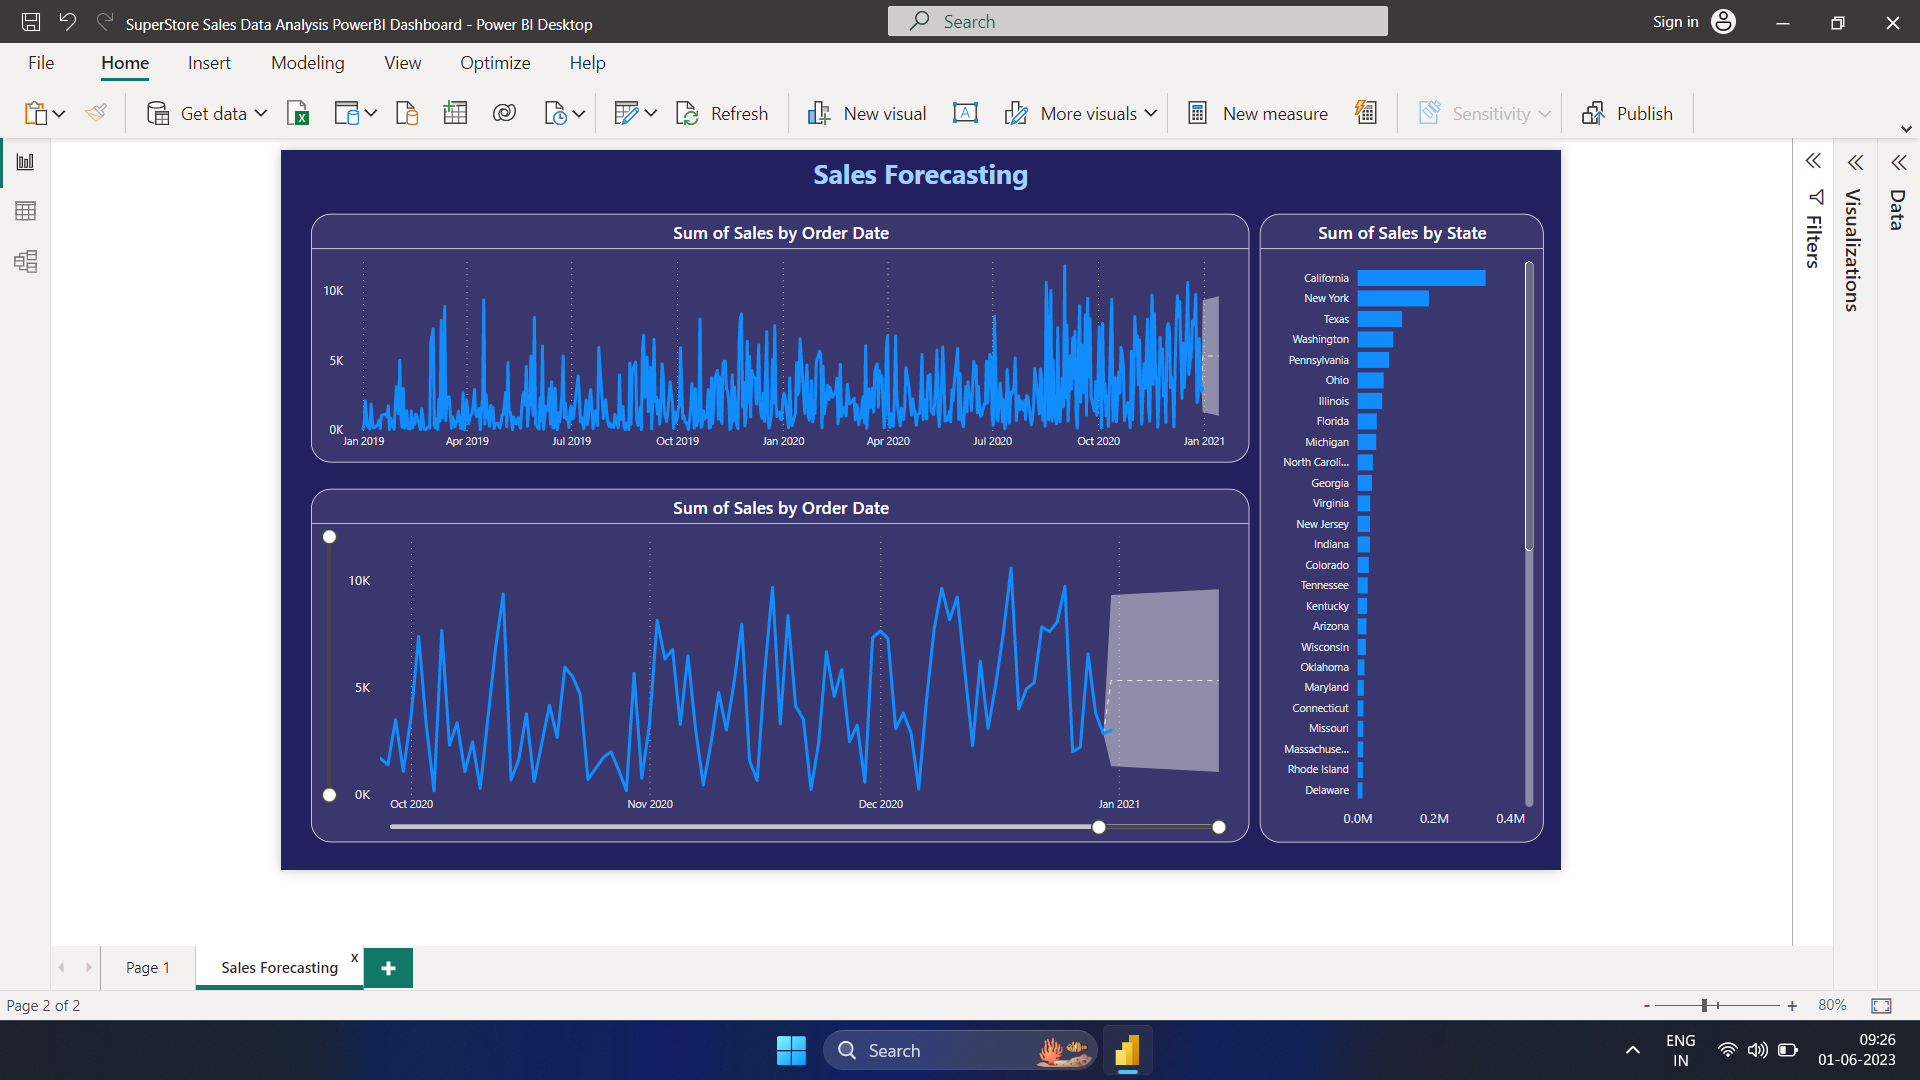 SuperStore Sales Data Analysis PowerBI Dashboard - Power BI Desktop
Search
Sign in
File Home Insert Modeling View Optimize Help
Get data
Refresh
New visual
A
More visuals
New measure
Sensitivity
Publish
Sales Forecasting
Sum of Sales by Order Date
10K
5K
0K
Jan 2019 Apr 2019 Jul 2019 Oct 2019 Jan 2020 Apr 2020 Jul 2020 Oct 2020 Jan 2021
Sum of Sales by Order Date
10K
5K
0K
Oct 2020 Nov 2020 Dec 2020 Jan 2021
Sum of Sales by State
California
New York
Texas
Washington
Pennsylvania
Ohio
Illinois
Florida
Michigan
North Caroli...
Georgia
Virginia
New Jersey
Indiana
Colorado
Tennessee
Kentucky
Arizona
Wisconsin
Oklahoma
Maryland
Connecticut
Missouri
Massachuse...
Rhode Island
Delaware
0.0M 0.2M 0.4M
Filters
Visualizations
Data
Page 1
Sales Forecasting
x
Page 2 of 2
80%
Search
ENG
IN
09:26
01-06-2023